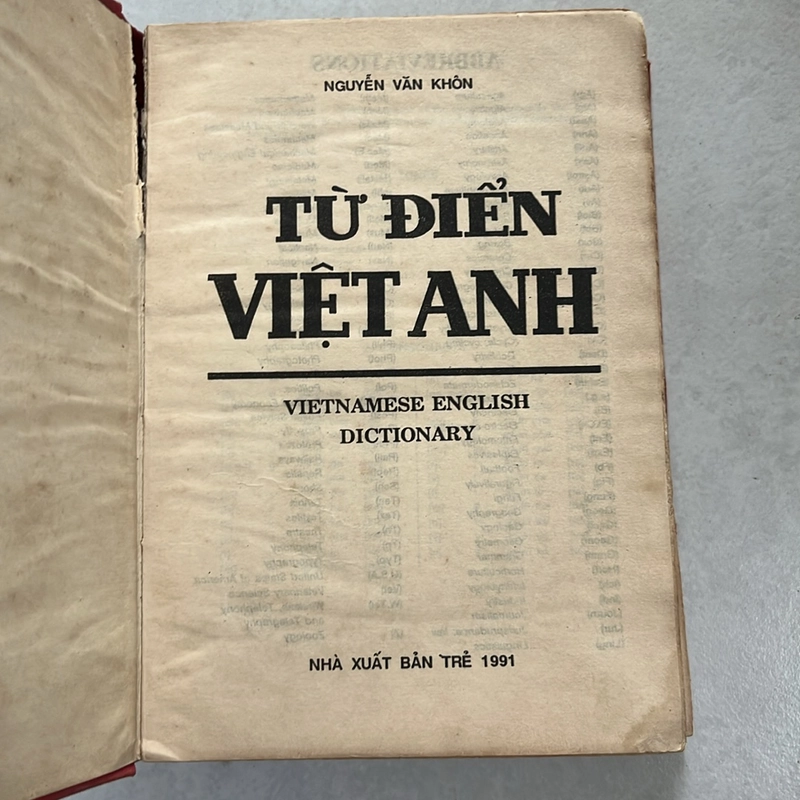 NGUYỄN VĂN KHÔN
TỪ ĐIỂN
VIỆT ANH
VIETNAMESE ENGLISH
DICTIONARY
NHÀ XUẤT BẢN TRẺ 1991